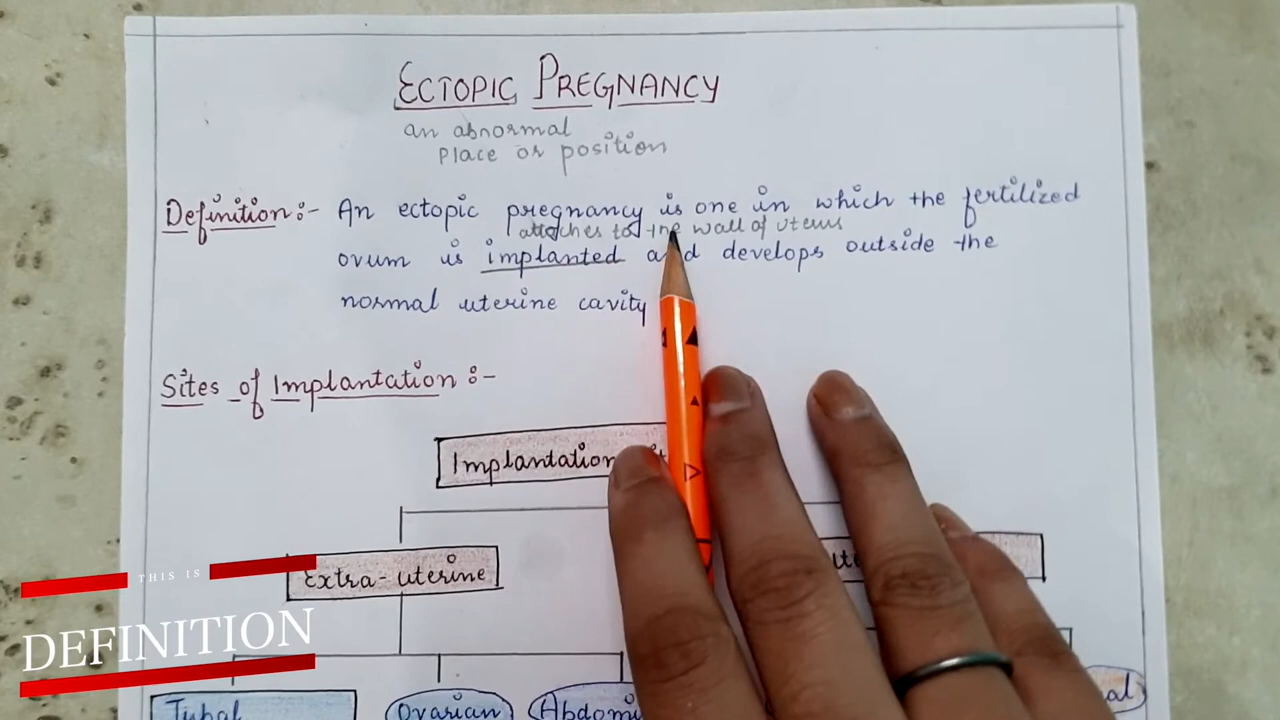 ECTOPIC PREGNANCY
an abnormal
place or position
Definition :- An ectopic pregnancy is one in which the fertilized
attaches to the wall of uterus
ovum is implanted and develops outside the
normal uterine cavity
Sites of Implantation :-
Implantation
Extra-uterine
THIS IS
DEFINITION
Tubal
Ovarian